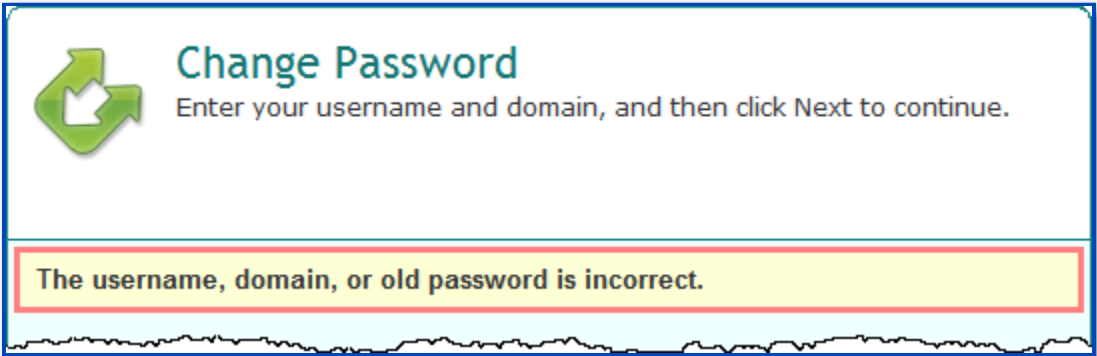 Change Password
Enter your username and domain, and then click Next to continue.
The username, domain, or old password is incorrect.